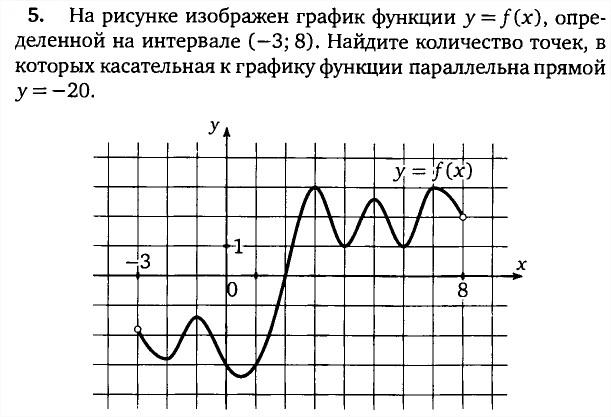 5. На рисунке изображен график функции y = f(x), опре-
деленной на интервале (−3; 8). Найдите количество точек, в
которых касательная к графику функции параллельна прямой
y = −20.
y
y = f(x)
1
−3
x
0
8